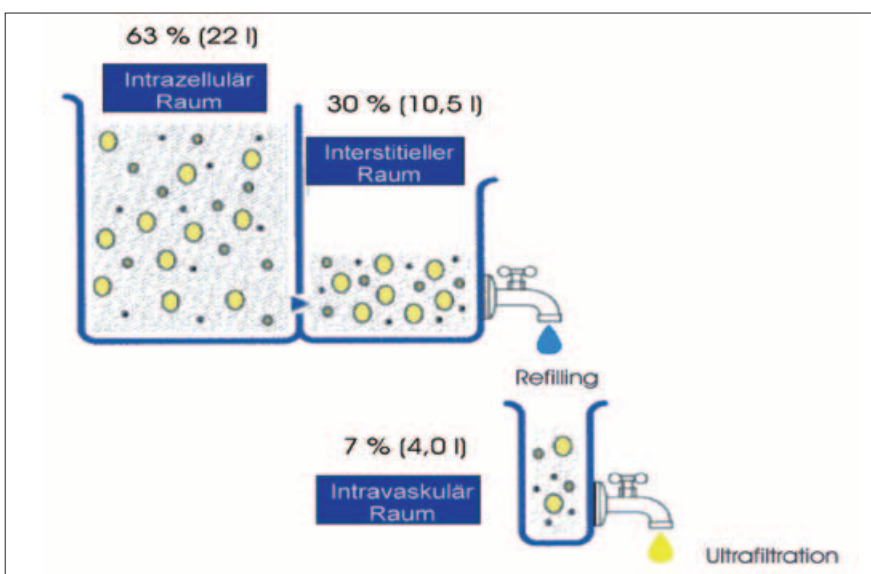 63 % (22 l)
Intrazellulär
Raum
30 % (10,5 l)
Interstitieller
Raum
Refilling
7 % (4,0 l)
Intravaskulär
Raum
Ultrafiltration